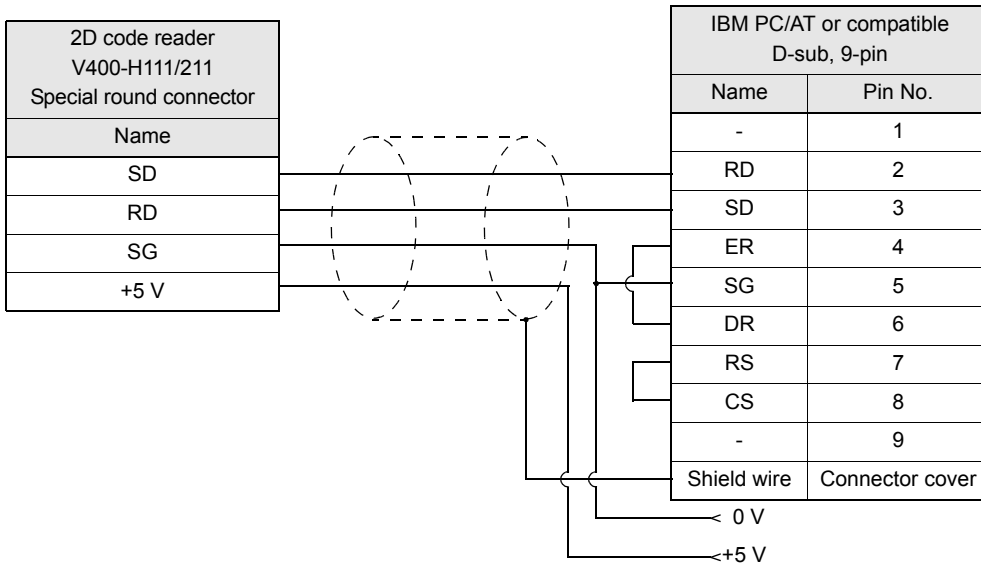 2D code reader
V400-H111/211
Special round connector
Name
SD
RD
SG
+5 V
IBM PC/AT or compatible
D-sub, 9-pin
Name Pin No.
- 1
RD 2
SD 3
ER 4
SG 5
DR 6
RS 7
CS 8
- 9
Shield wire Connector cover
0 V
+5 V